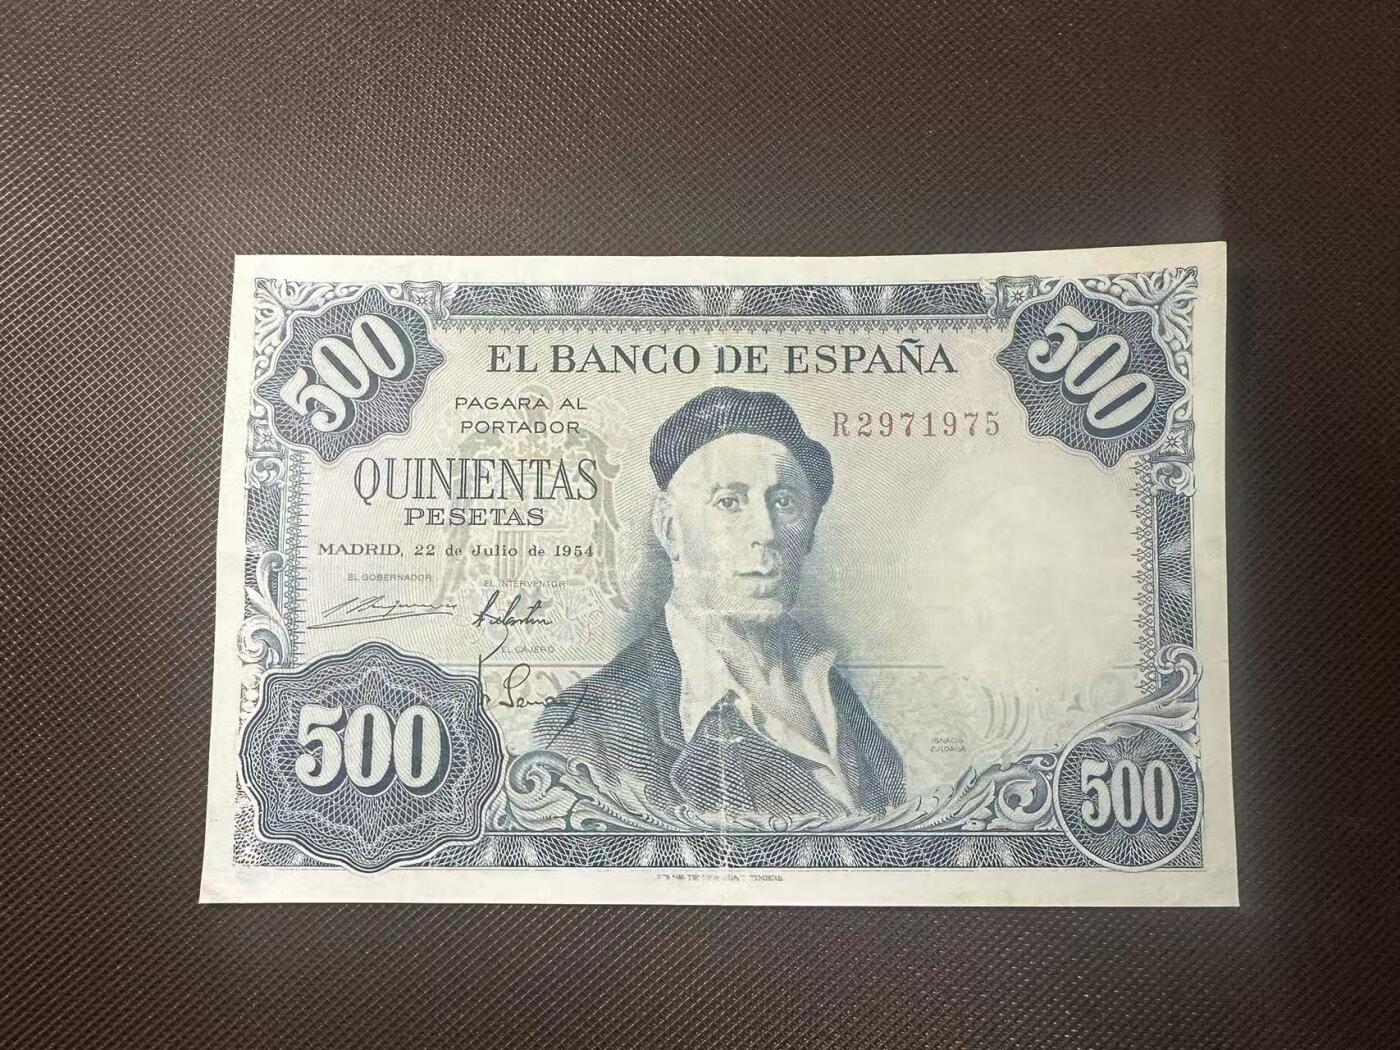 500
500
EL BANCO DE ESPAÑA
PAGARA AL
PORTADOR
R2971975
QUINIENTAS
PESETAS
MADRID, 22 de Julio de 1954
EL GOBERNADOR
EL INTERVENTOR
EL CAJERO
IGNACIO
ZULOAGA
500
500